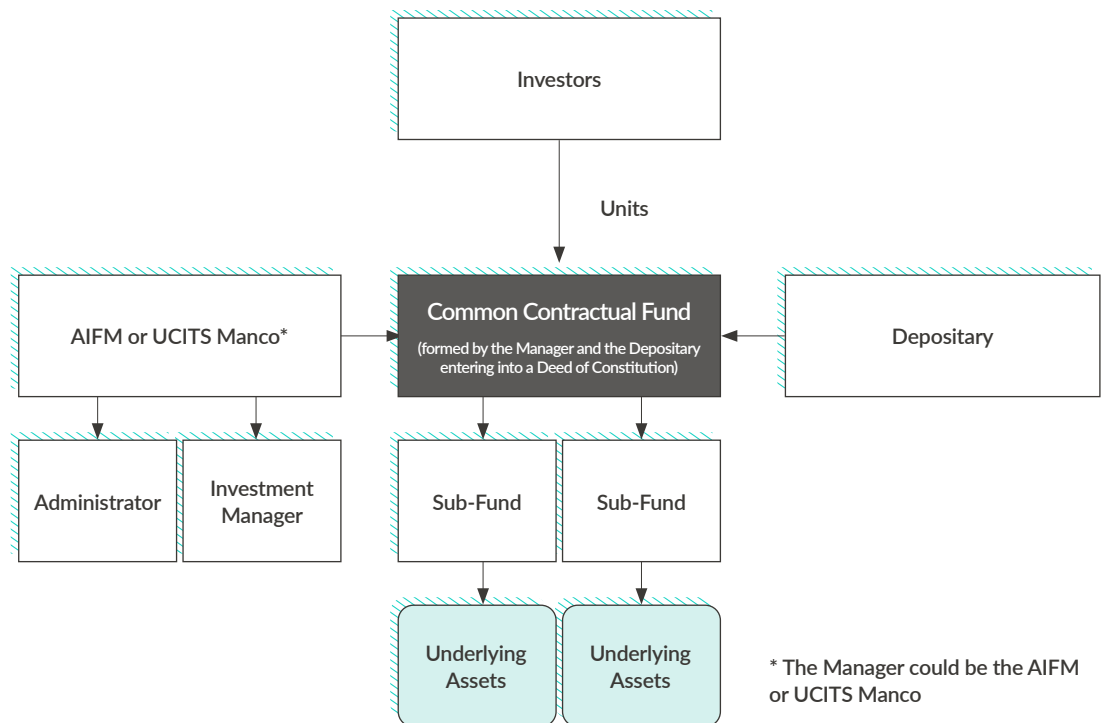 Investors
Units
AIFM or UCITS Manco*
Common Contractual Fund
(formed by the Manager and the Depositary
entering into a Deed of Constitution)
Depositary
Administrator
Investment
Manager
Sub-Fund
Sub-Fund
Underlying
Assets
Underlying
Assets
* The Manager could be the AIFM
or UCITS Manco